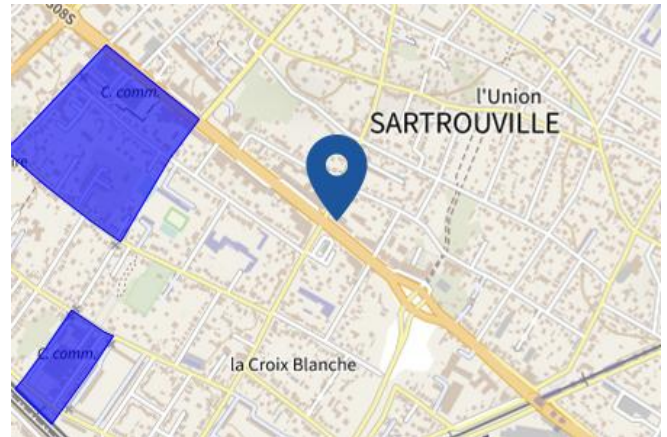 C. comm.
l'Union
SARTROUVILLE
C. comm.
la Croix Blanche